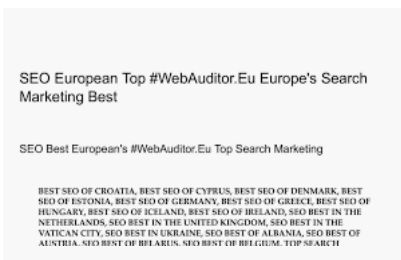 SEO European Top #WebAuditor.Eu Europe's Search
Marketing Best
SEO Best European's #WebAuditor.Eu Top Search Marketing
BEST SEO OF CROATIA, BEST SEO OF CYPRUS, BEST SEO OF DENMARK, BEST
SEO OF ESTONIA, BEST SEO OF GERMANY, BEST SEO OF GREECE, BEST SEO OF
HUNGARY, BEST SEO OF ICELAND, BEST SEO OF IRELAND, SEO BEST IN THE
NETHERLANDS, SEO BEST IN THE UNITED KINGDOM, SEO BEST IN THE
VATICAN CITY, SEO BEST IN UKRAINE, SEO BEST OF ALBANIA, SEO BEST OF
AUSTRIA, SEO BEST OF BELARUS, SEO BEST OF BELGIUM, TOP SEARCH